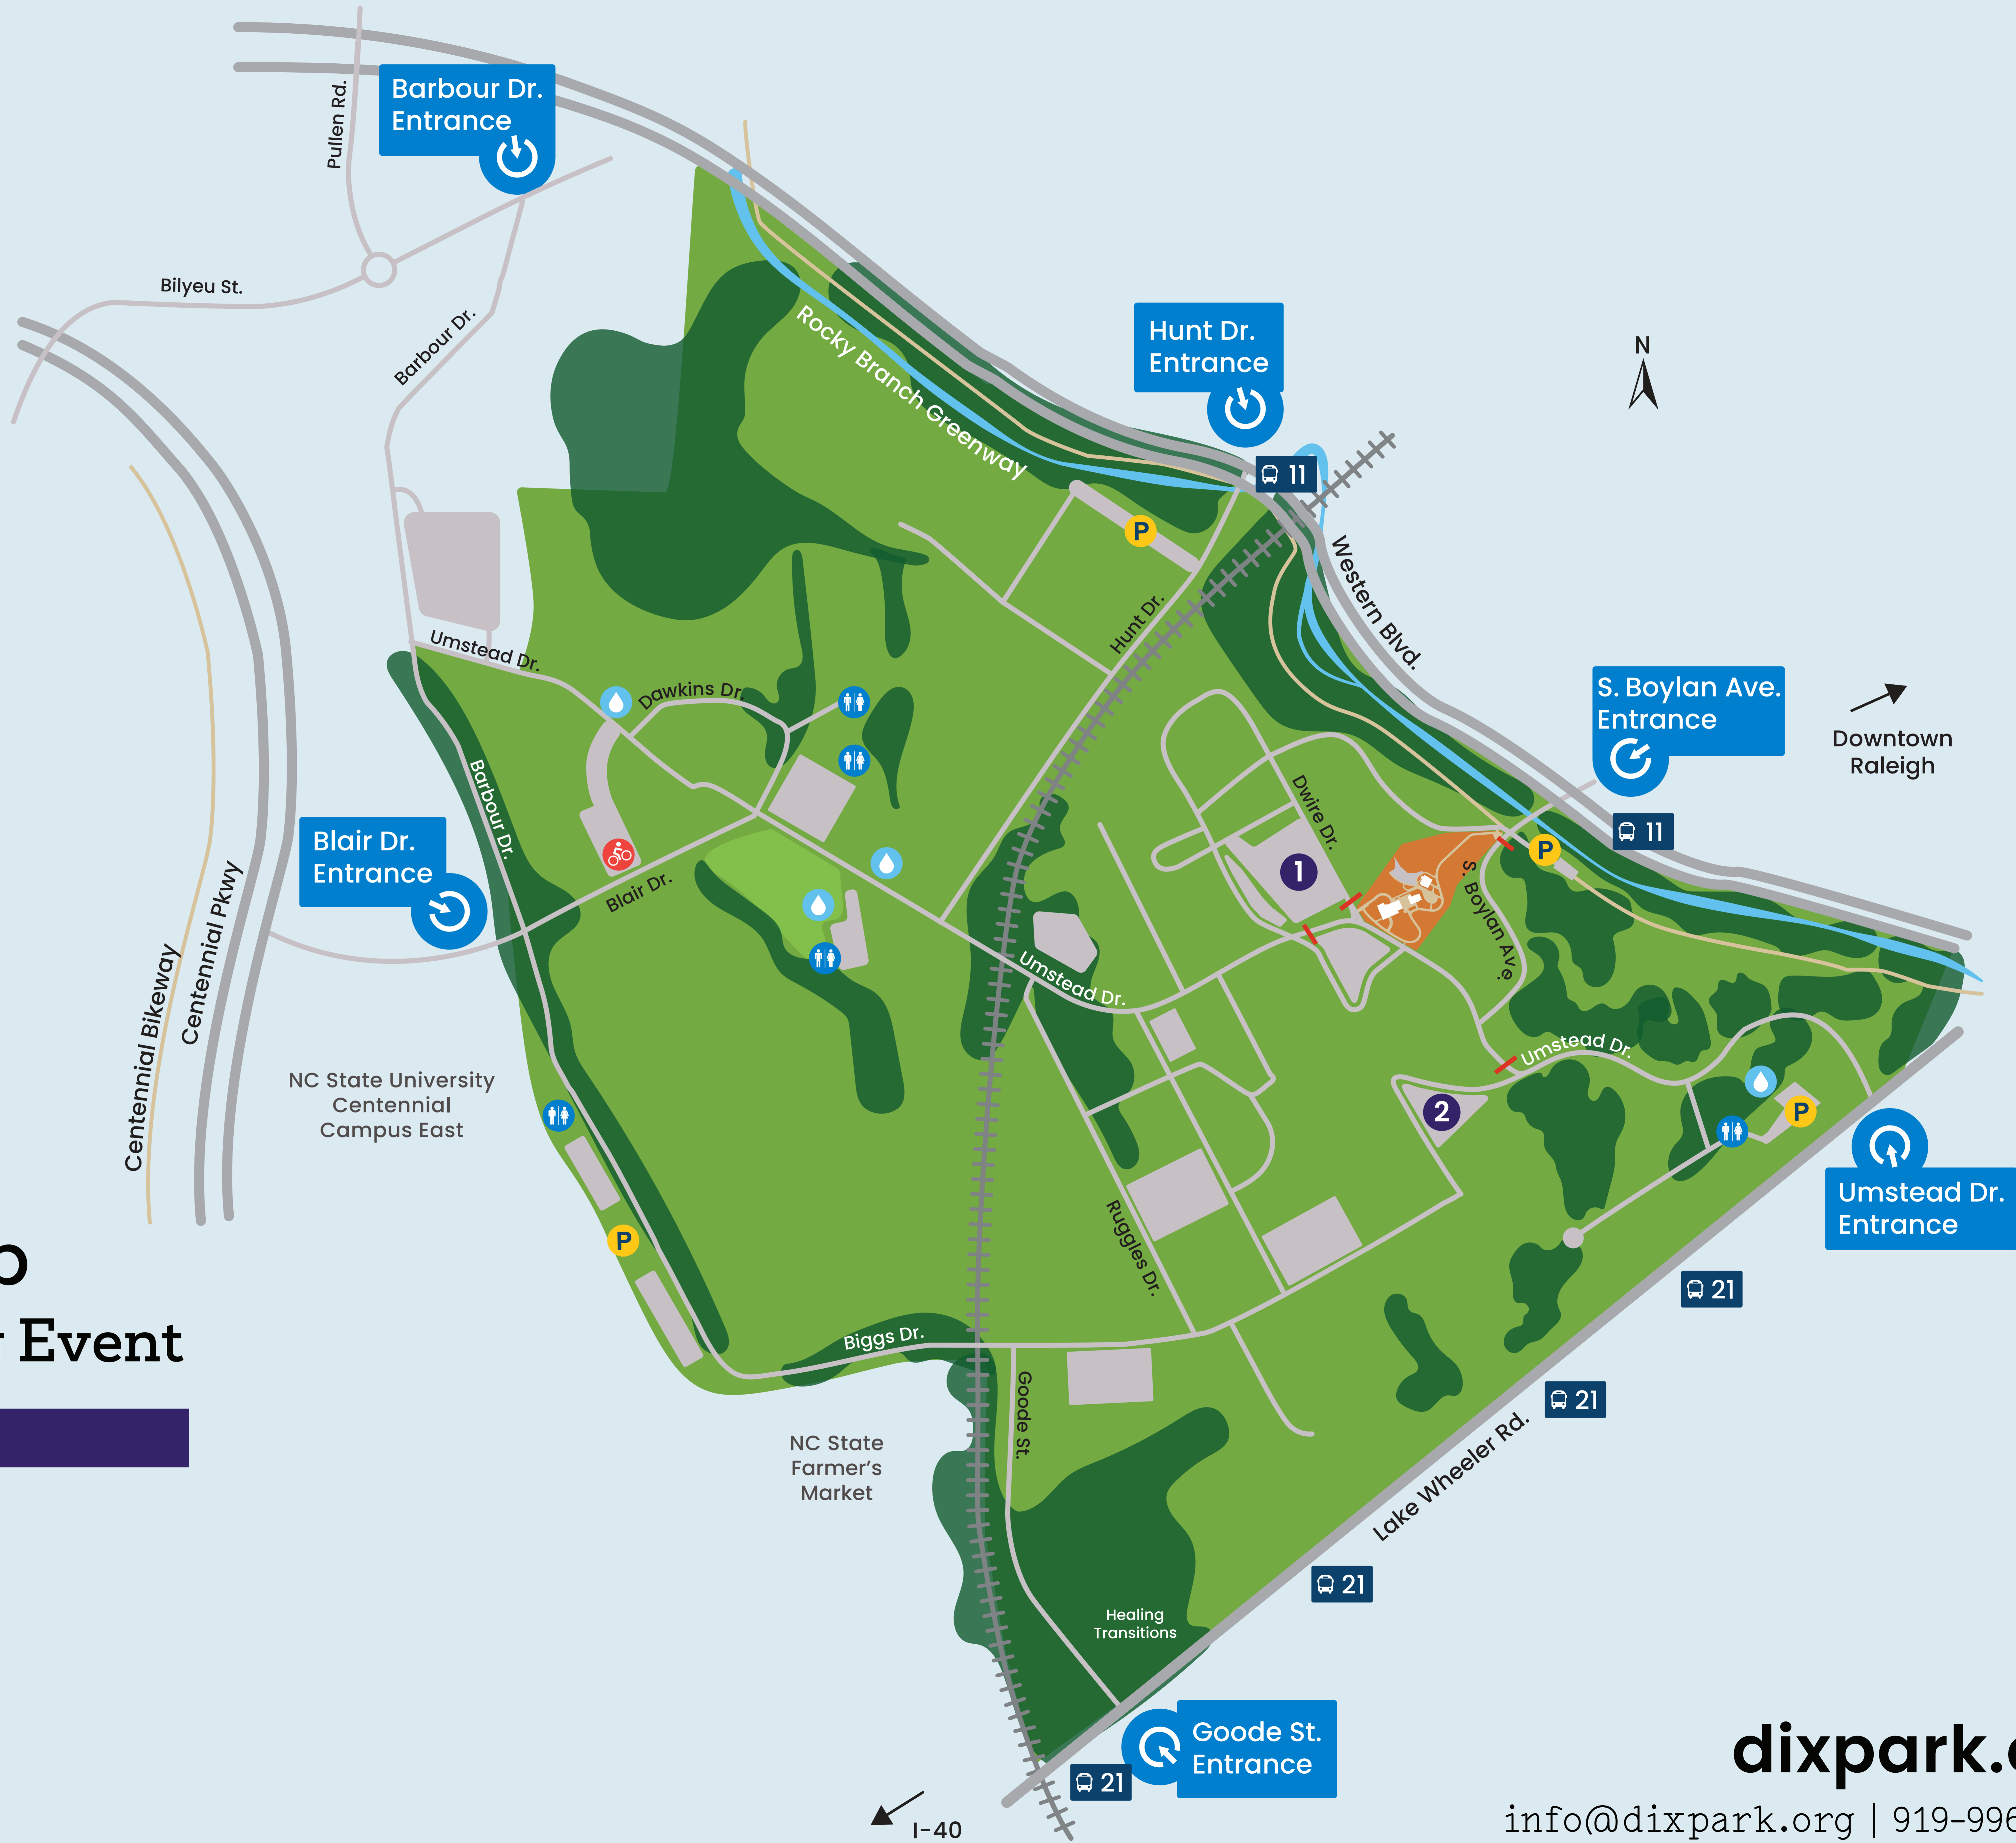 Pullen Rd.
Barbour Dr.
Entrance
Bilyeu St.
Barbour Dr.
Rocky Branch Greenway
Hunt Dr.
Entrance
N
11
P
Western Blvd.
Hunt Dr.
Umstead Dr.
Dawkins Dr.
S. Boylan Ave.
Entrance
Downtown
Raleigh
11
P
Dwire Dr.
1
S. Boylan Ave.
Barbour Dr.
Blair Dr.
Entrance
Blair Dr.
Centennial Pkwy
Centennial Bikeway
Umstead Dr.
NC State University
Centennial
Campus East
Umstead Dr.
2
P
Umstead Dr.
Entrance
P
Ruggles Dr.
21
Event
Biggs Dr.
Goode St.
21
Lake Wheeler Rd.
NC State
Farmer's
Market
21
Healing
Transitions
Goode St.
Entrance
21
I-40
dixpark.
info@dixpark.org | 919-996